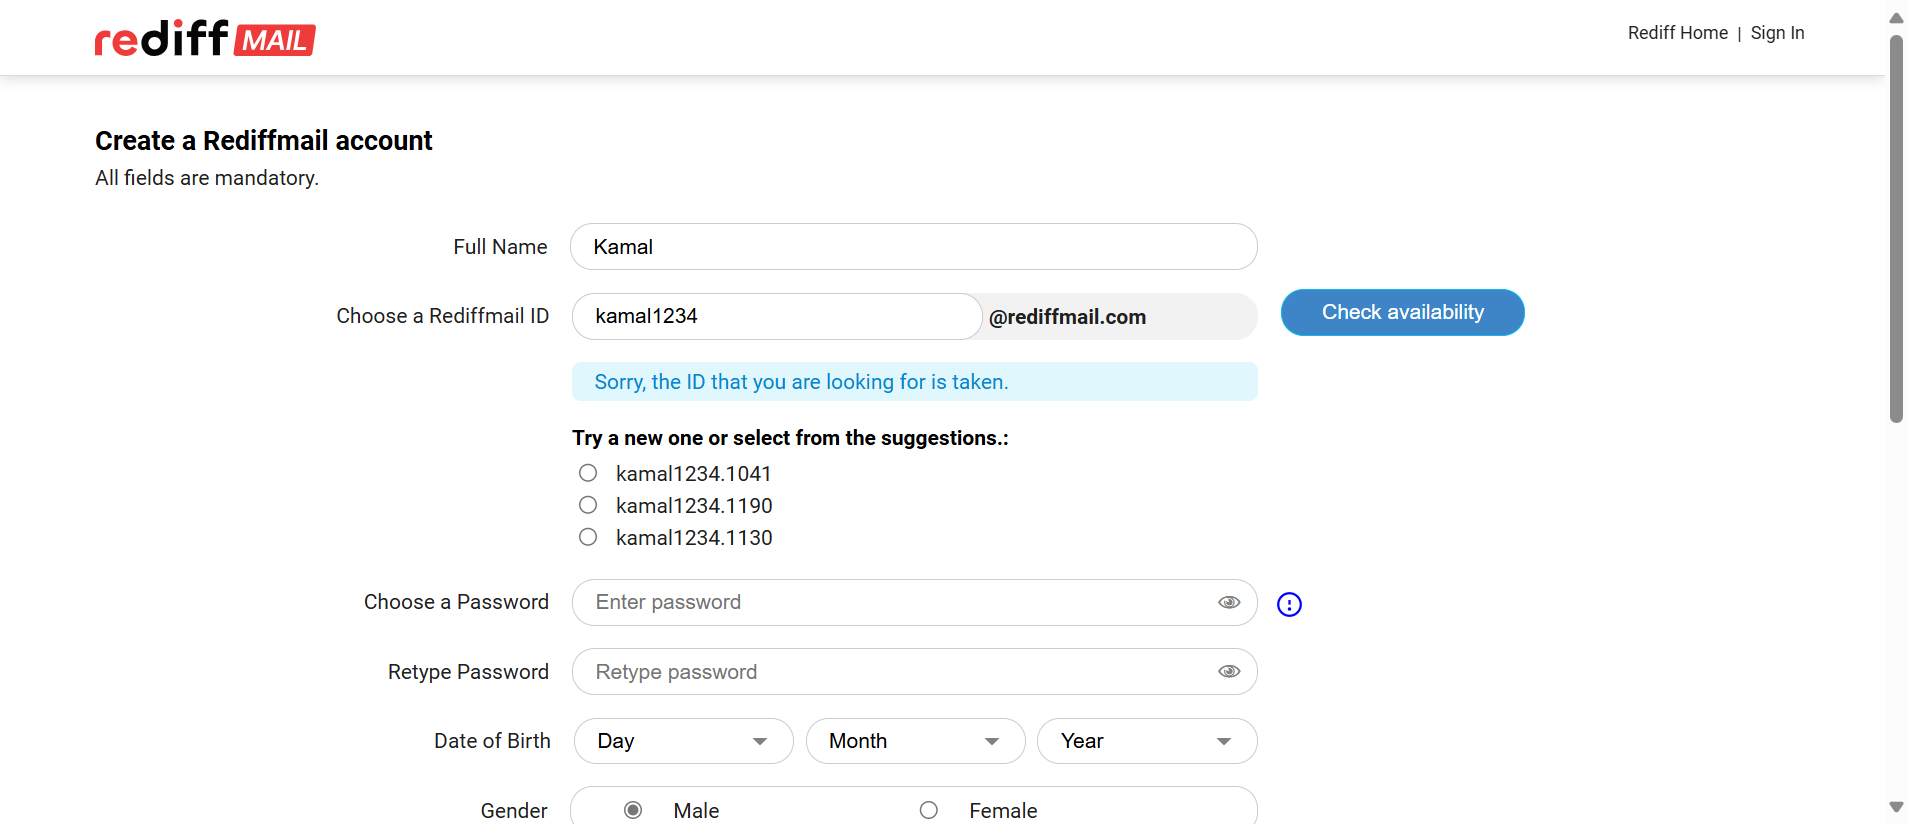 rediff MAIL
Rediff Home | Sign In
Create a Rediffmail account
All fields are mandatory.
Full Name Kamal
Choose a Rediffmail ID kamal1234 @rediffmail.com Check availability
Sorry, the ID that you are looking for is taken.
Try a new one or select from the suggestions.:
kamal1234.1041
kamal1234.1190
kamal1234.1130
Choose a Password Enter password
Retype Password Retype password
Date of Birth Day Month Year
Gender Male Female